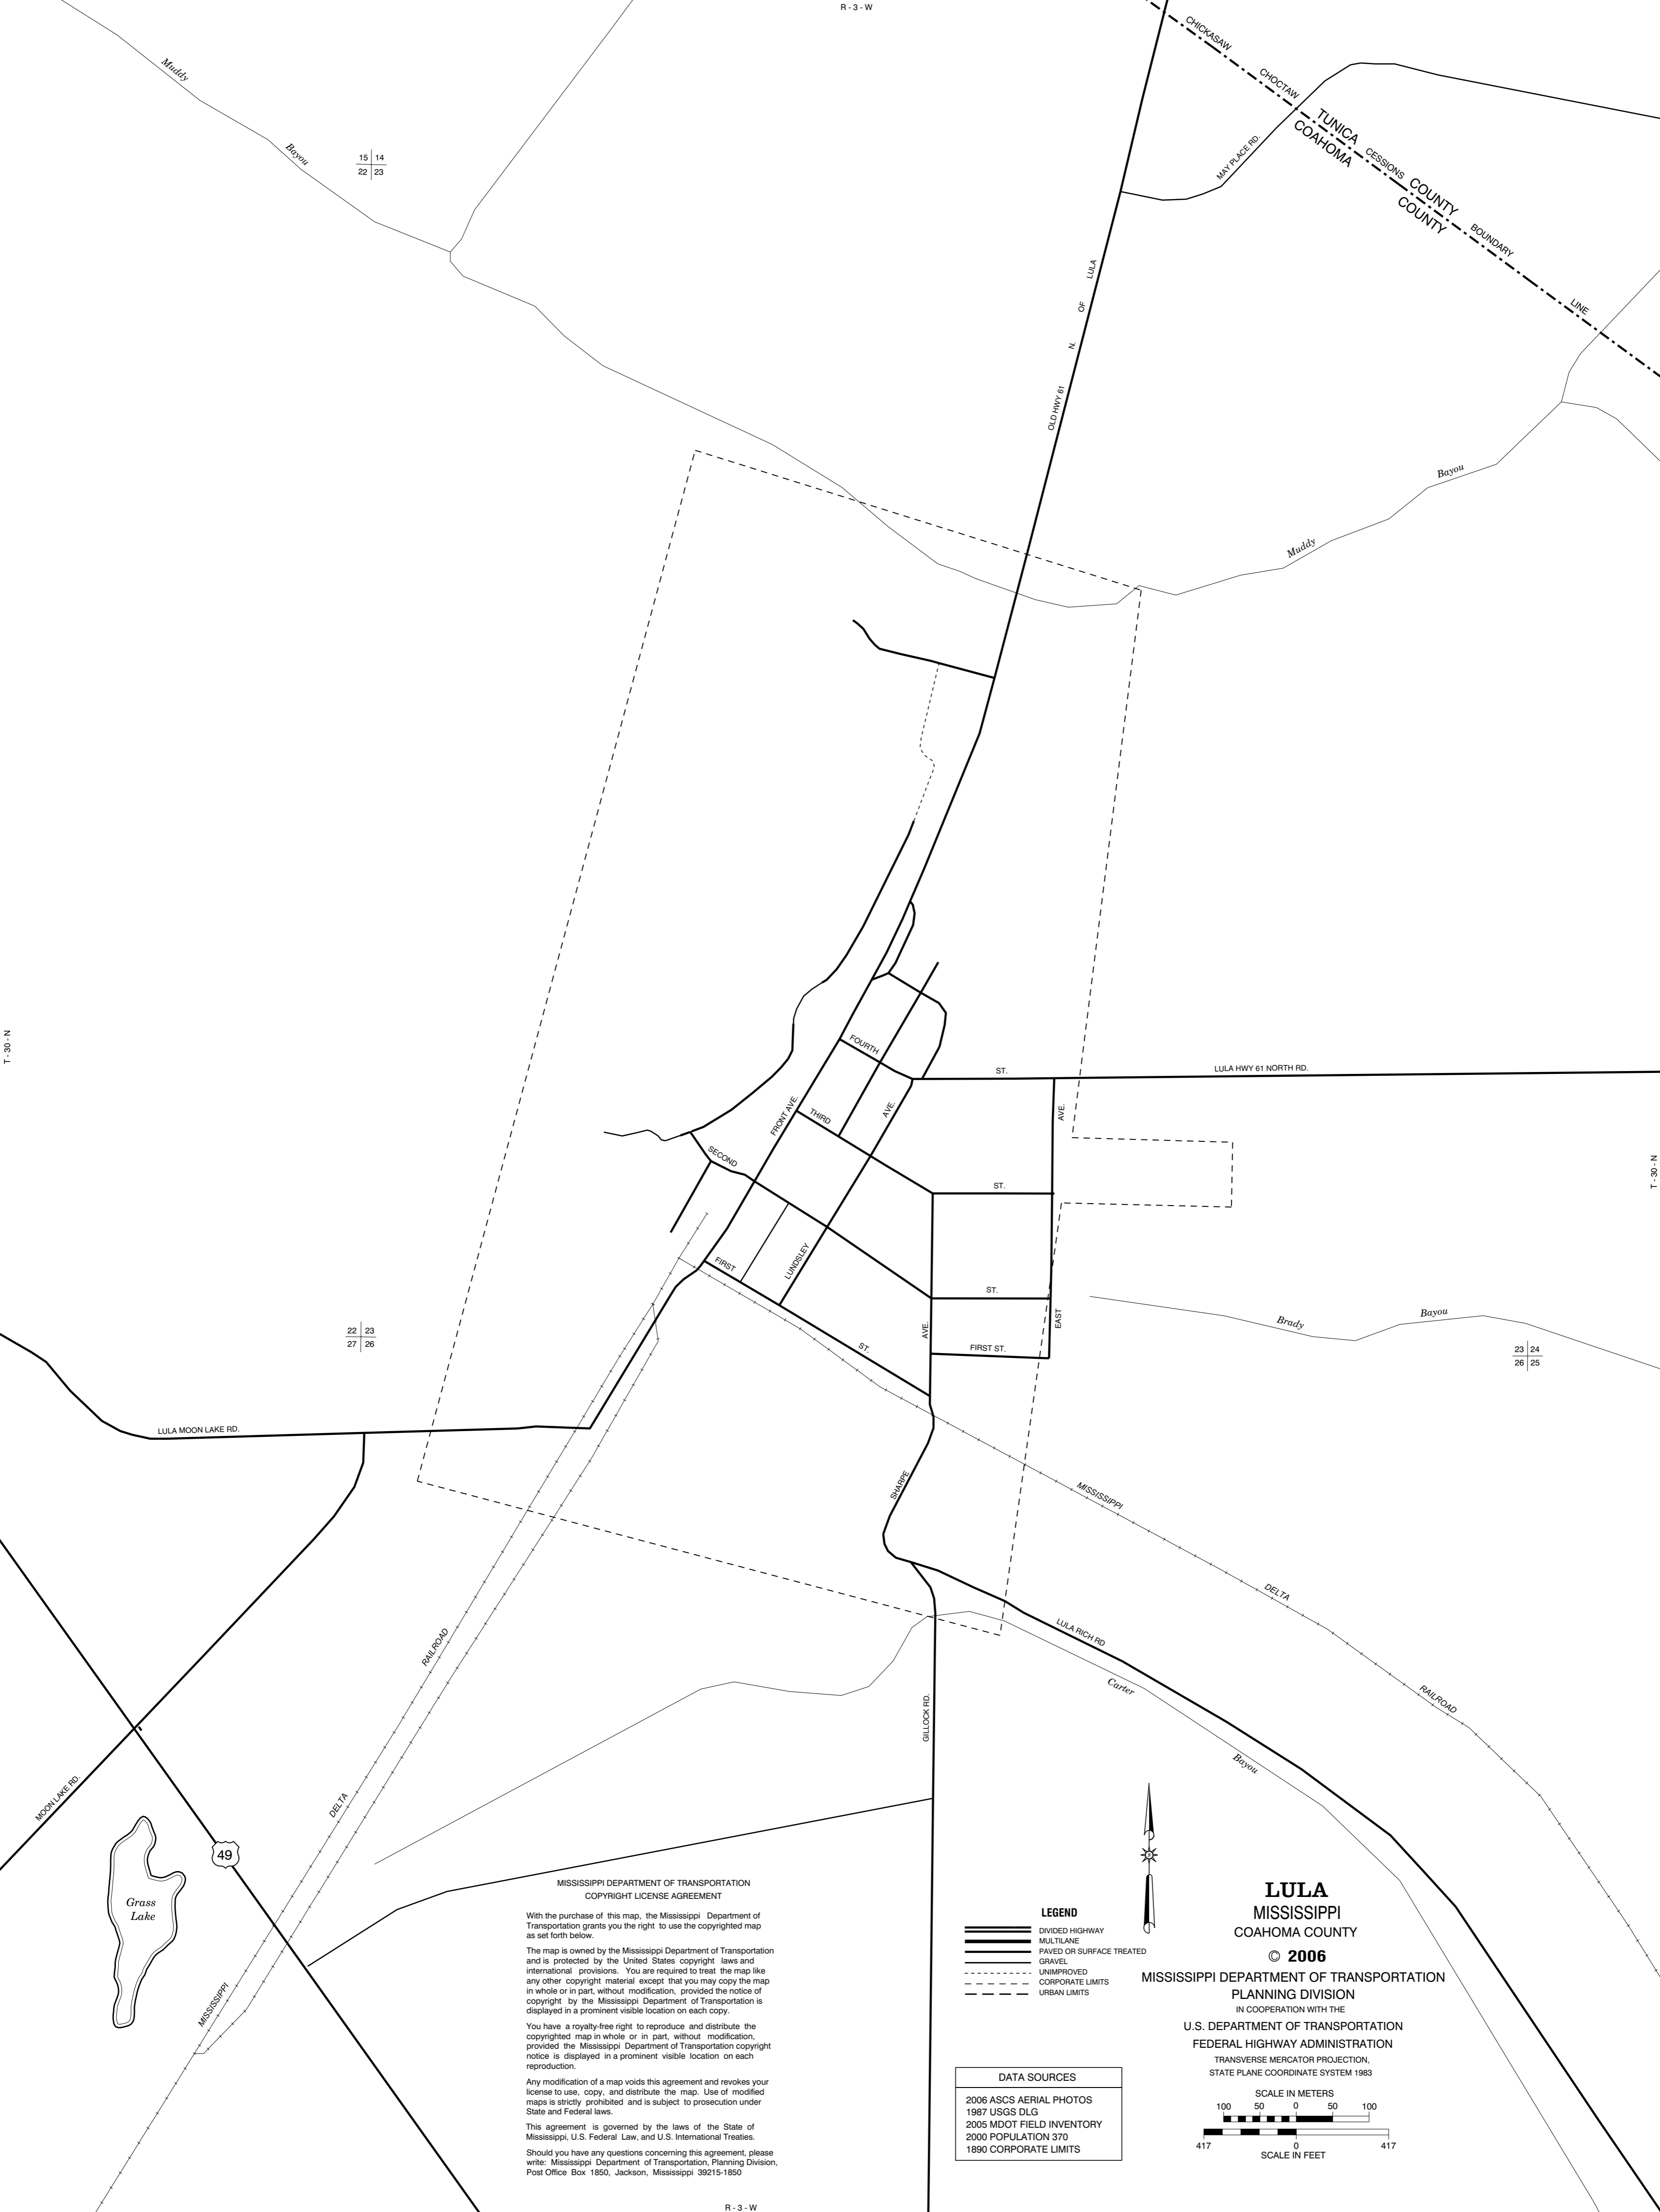 R - 3 - W
CHICKASAW
CHOCTAW
TUNICA
COAHOMA
CESSIONS
COUNTY
COUNTY
BOUNDARY
LINE
MAY PLACE RD.
Muddy
Bayou
15 14
22 23
OLD HWY 61 N. OF LULA
Bayou
Muddy
T - 30 - N
FOURTH
ST.
LULA HWY 61 NORTH RD.
FRONT AVE.
THIRD
AVE.
AVE.
SECOND
ST.
T - 30 - N
LUNDSLEY
FIRST
ST.
AVE.
EAST
FIRST ST.
ST.
Brady
Bayou
22 23
27 26
23 24
26 25
LULA MOON LAKE RD.
SHARPE
MISSISSIPPI
DELTA
RAILROAD
LULA RICH RD
Carter
Bayou
RAILROAD
DELTA
MISSISSIPPI
GILLOCK RD.
MOON LAKE RD.
49
Grass
Lake
MISSISSIPPI DEPARTMENT OF TRANSPORTATION
COPYRIGHT LICENSE AGREEMENT
With the purchase of this map, the Mississippi Department of
Transportation grants you the right to use the copyrighted map
as set forth below.
The map is owned by the Mississippi Department of Transportation
and is protected by the United States copyright laws and
international provisions. You are required to treat the map like
any other copyright material except that you may copy the map
in whole or in part, without modification, provided the notice of
copyright by the Mississippi Department of Transportation is
displayed in a prominent visible location on each copy.
You have a royalty-free right to reproduce and distribute the
copyrighted map in whole or in part, without modification,
provided the Mississippi Department of Transportation copyright
notice is displayed in a prominent visible location on each
reproduction.
Any modification of a map voids this agreement and revokes your
license to use, copy, and distribute the map. Use of modified
maps is strictly prohibited and is subject to prosecution under
State and Federal laws.
This agreement is governed by the laws of the State of
Mississippi, U.S. Federal Law, and U.S. International Treaties.
Should you have any questions concerning this agreement, please
write: Mississippi Department of Transportation, Planning Division,
Post Office Box 1850, Jackson, Mississippi 39215-1850
LEGEND
DIVIDED HIGHWAY
MULTILANE
PAVED OR SURFACE TREATED
GRAVEL
UNIMPROVED
CORPORATE LIMITS
URBAN LIMITS
DATA SOURCES
2006 ASCS AERIAL PHOTOS
1987 USGS DLG
2005 MDOT FIELD INVENTORY
2000 POPULATION 370
1890 CORPORATE LIMITS
LULA
MISSISSIPPI
COAHOMA COUNTY
© 2006
MISSISSIPPI DEPARTMENT OF TRANSPORTATION
PLANNING DIVISION
IN COOPERATION WITH THE
U.S. DEPARTMENT OF TRANSPORTATION
FEDERAL HIGHWAY ADMINISTRATION
TRANSVERSE MERCATOR PROJECTION,
STATE PLANE COORDINATE SYSTEM 1983
SCALE IN METERS
100 50 0 50 100
417 0 417
SCALE IN FEET
R - 3 - W